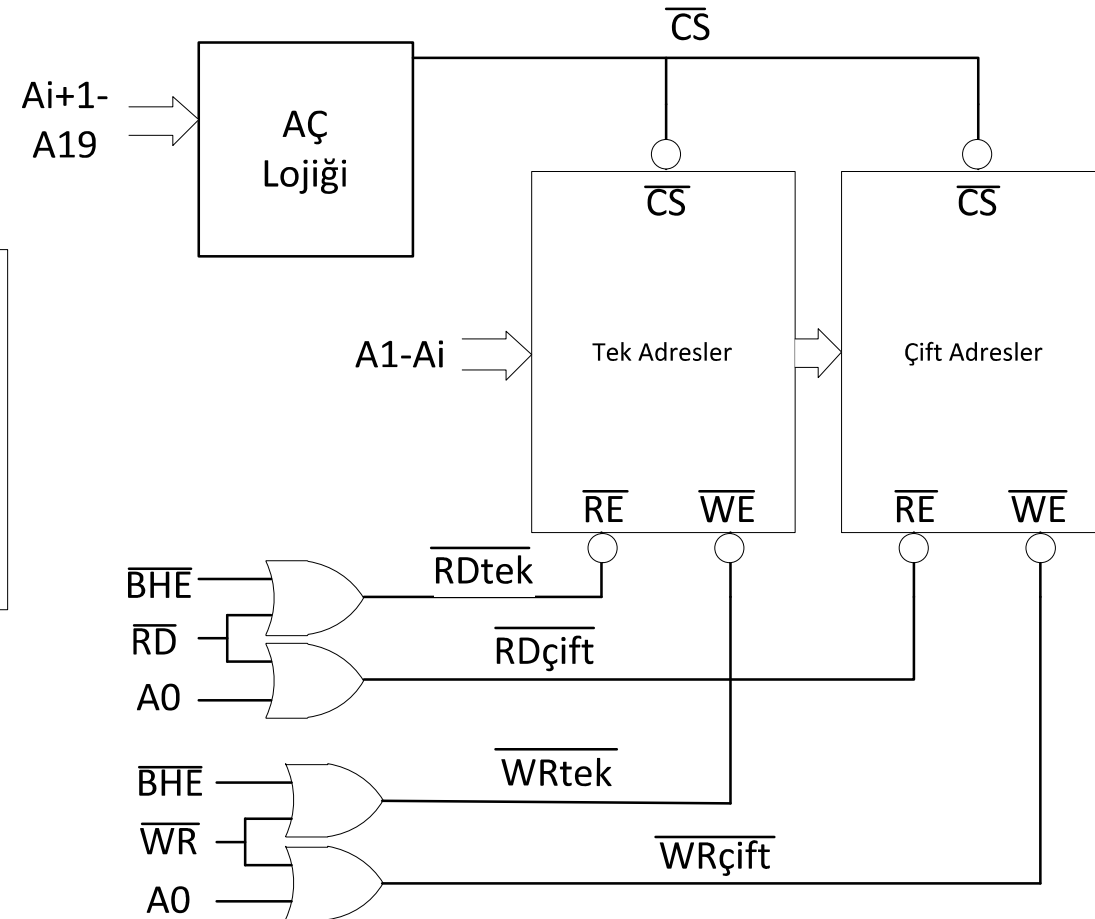 CS
Ai+1-
A19
AÇ
Lojiği
CS
CS
A1-Ai
Tek Adresler
Çift Adresler
RE
WE
RE
WE
RDtek
BHE
RD
RDçift
A0
WRtek
BHE
WR
WRçift
A0